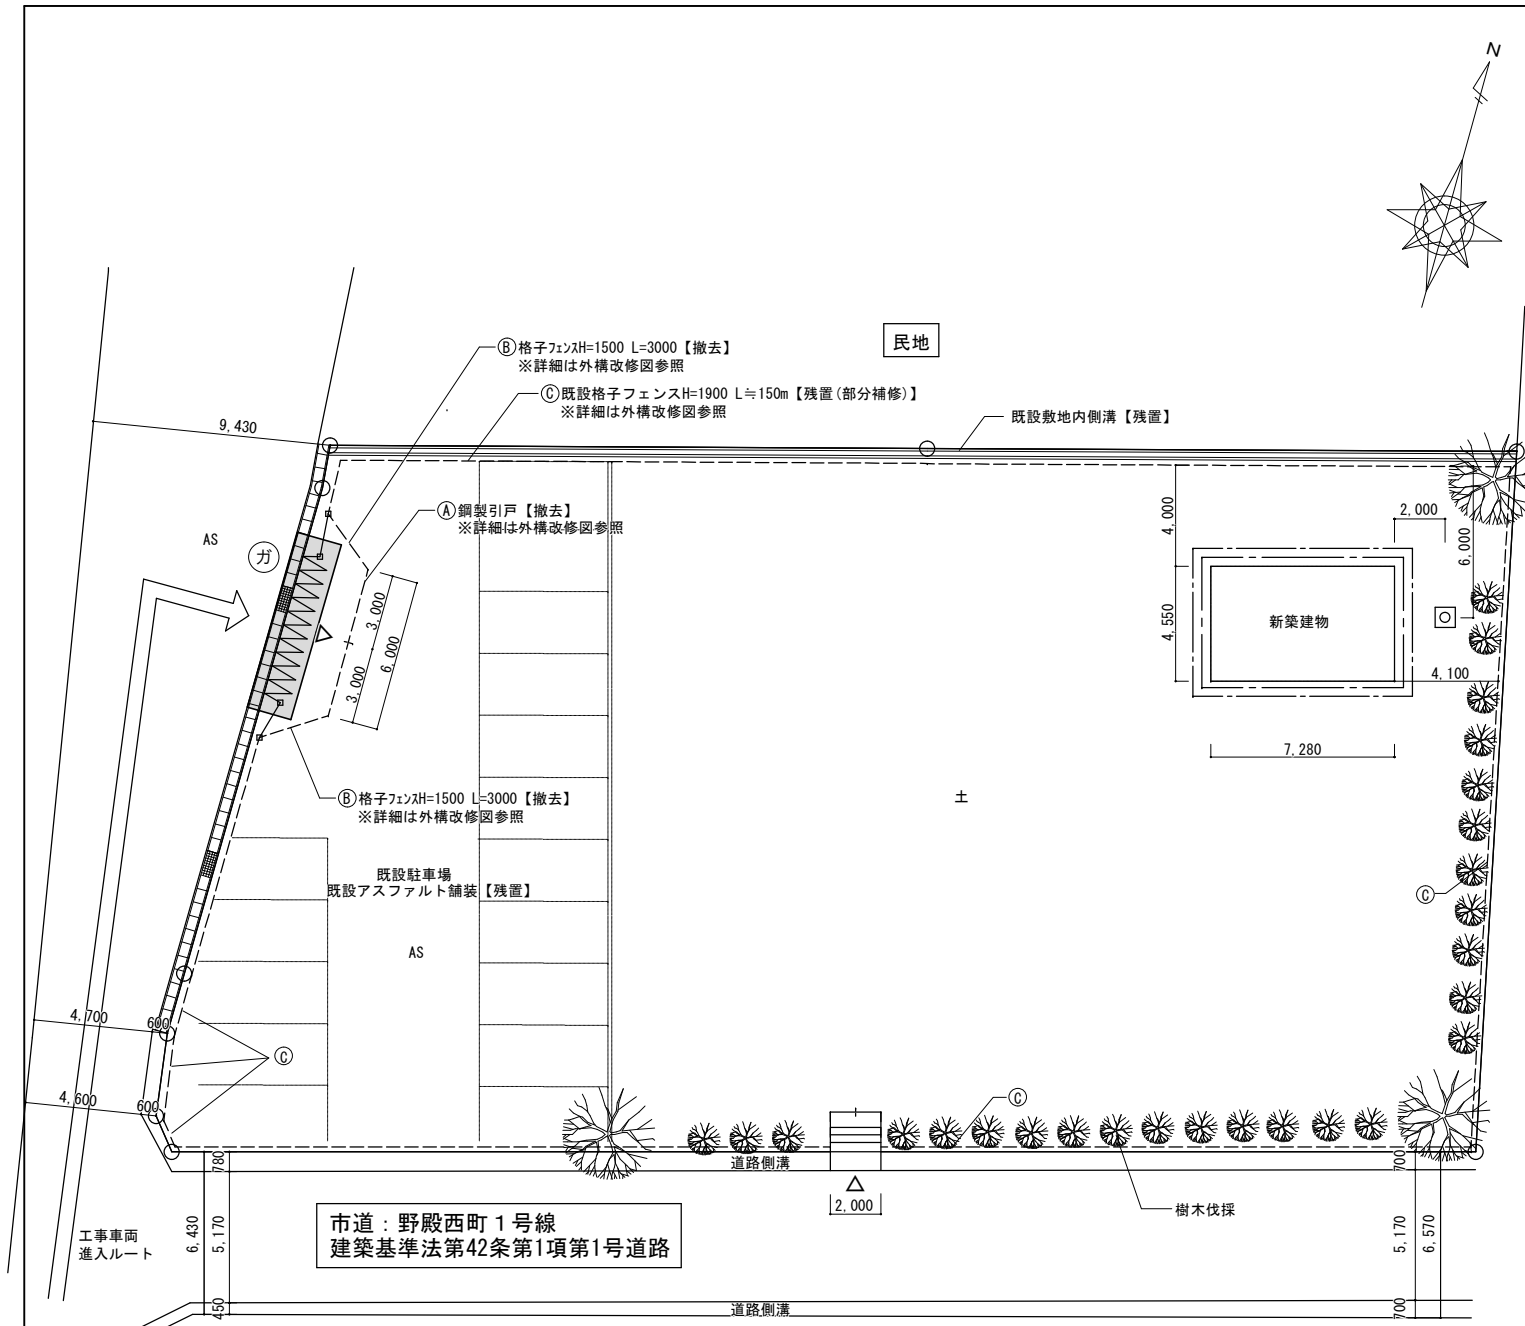 N
民地
Ⓑ格子ﾌｪﾝｽH=1500 L=3000【撤去】
※詳細は外構改修図参照
Ⓒ既設格子フェンスH=1900 L≒150m【残置(部分補修)】
※詳細は外構改修図参照
既設敷地内側溝【残置】
9,430
Ⓐ鋼製引戸【撤去】
※詳細は外構改修図参照
AS
ガ
3,000
3,000
6,000
4,000
4,550
2,000
6,000
新築建物
4,100
7,280
Ⓑ格子ﾌｪﾝｽH=1500 L=3000【撤去】
※詳細は外構改修図参照
土
既設駐車場
既設アスファルト舗装【残置】
AS
Ⓒ
4,700
600
Ⓒ
4,600
600
Ⓒ
780
道路側溝
700
2,000
樹木伐採
市道：野殿西町１号線
建築基準法第42条第1項第1号道路
工事車両
進入ルート
6,430
5,170
5,170
6,570
450
道路側溝
700